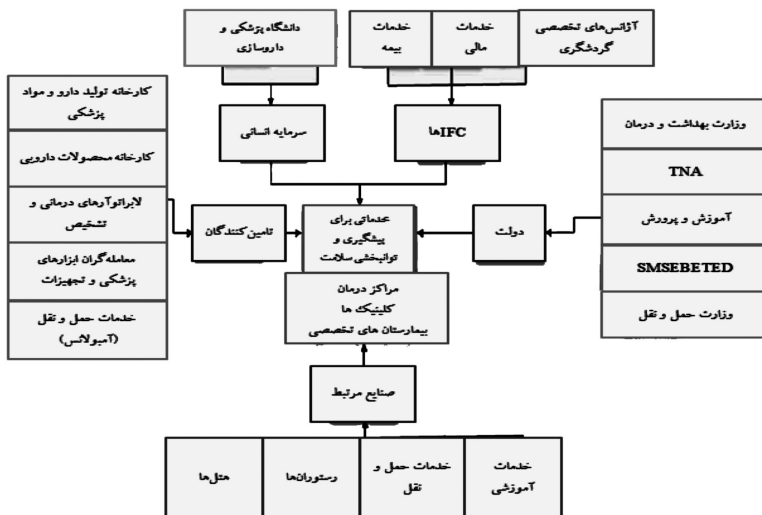 دانشگاه پزشکی و
داروسازی
خدمات
بیمه
خدمات
مالی
آژانس‌های تخصصی
گردشگری
سرمایه انسانی
IFCها
کارخانه تولید دارو و مواد
پزشکی
کارخانه محصولات دارویی
لابراتوآرهای درمانی و
تشخیص
معامله‌گران ابزارهای
پزشکی و تجهیزات
خدمات حمل و نقل
(آمبولانس)
تامین کنندگان
خدماتی برای
پیشگیری و
توانبخشی سلامت
مراکز درمان
کلینیک ها
بیمارستان های تخصصی
دولت
وزارت بهداشت و درمان
TNA
آموزش و پرورش
SMSEBETED
وزارت حمل و نقل
صنایع مرتبط
هتل‌ها
رستوران‌ها
خدمات حمل و
نقل
خدمات
آموزشی